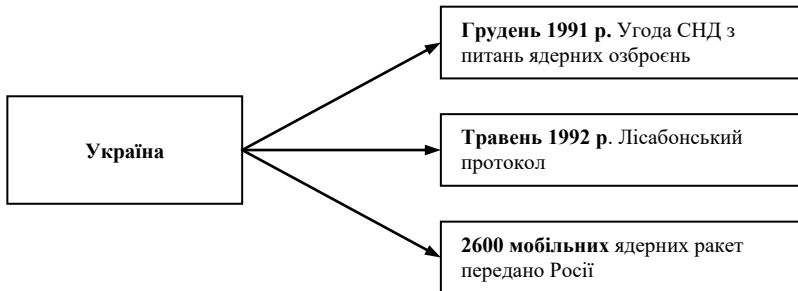 Грудень 1991 р. Угода СНД з
питань ядерних озброєнь
Україна
Травень 1992 р. Лісабонський
протокол
2600 мобільних ядерних ракет
передано Росії